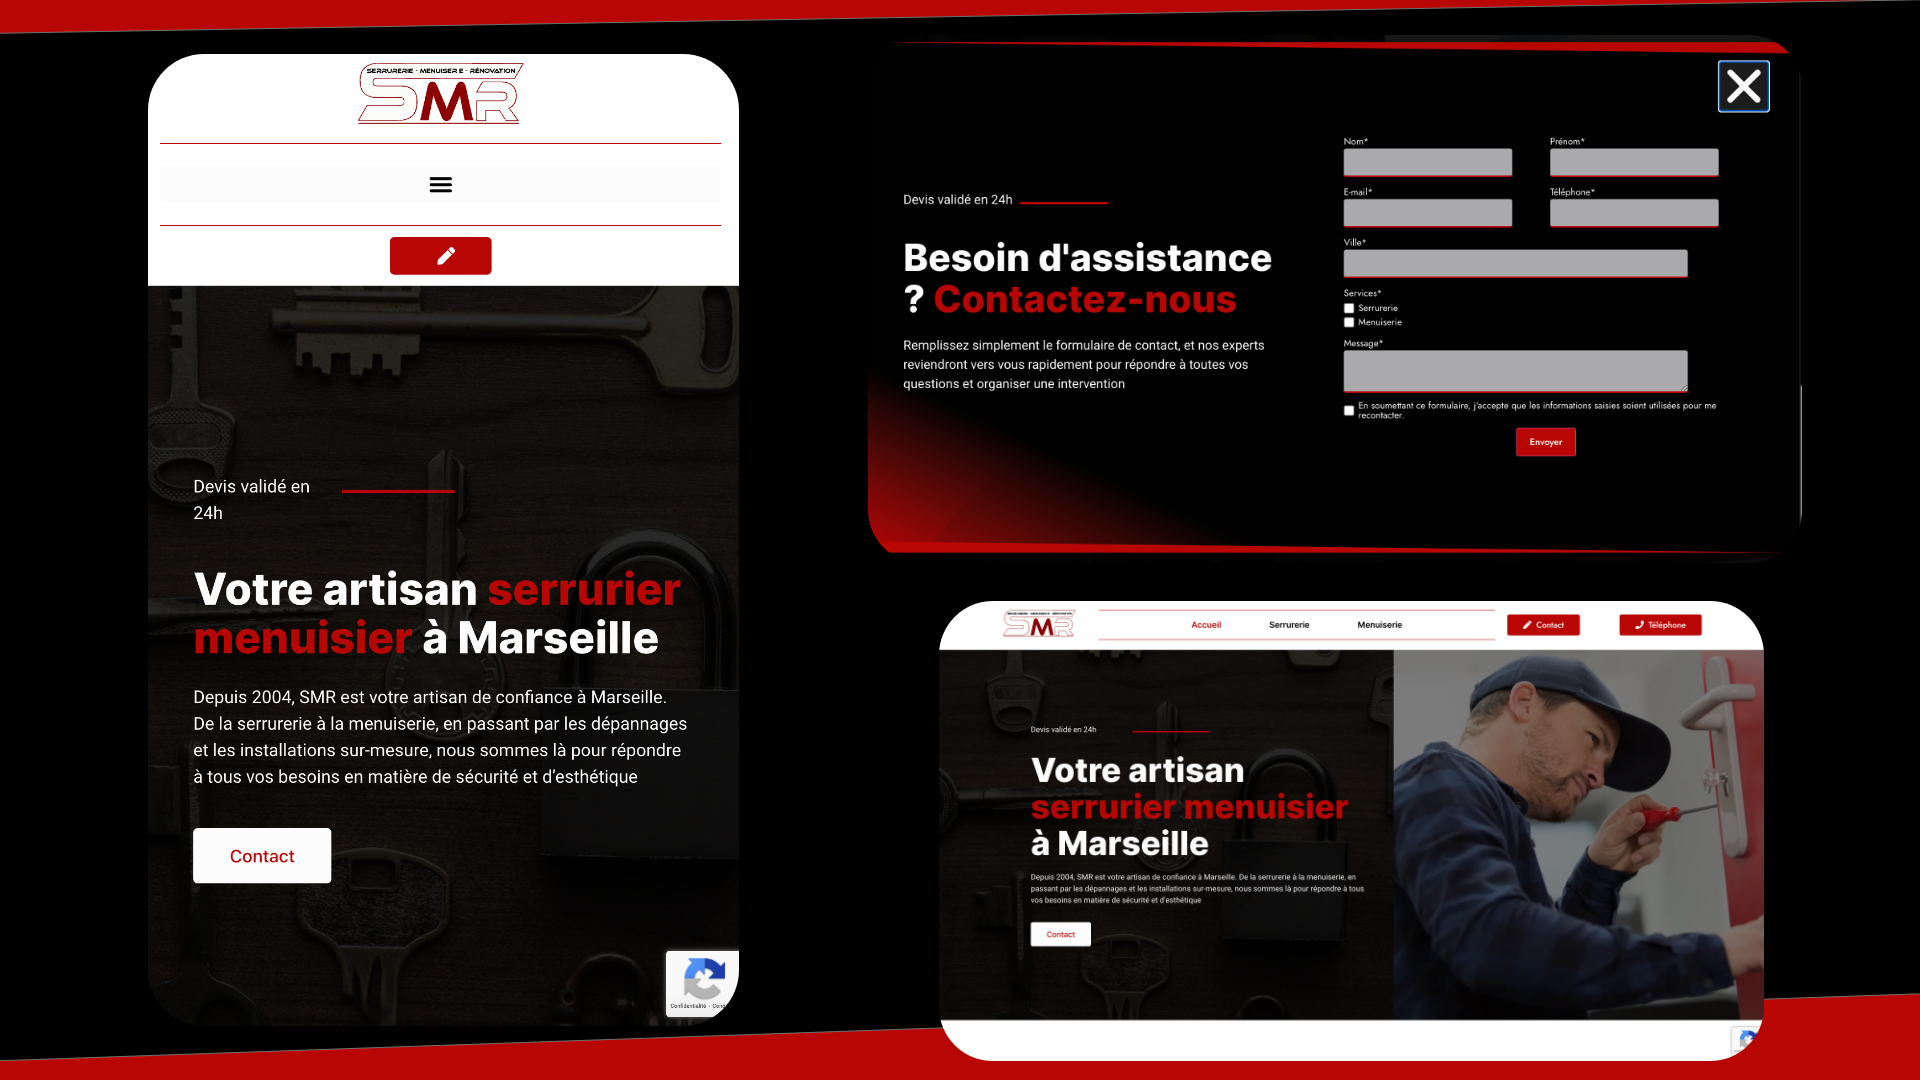 SERRURERIE - MENUISER E - RÉNOVATION
SMR
Devis validé en
24h
Votre artisan serrurier
menuisier à Marseille
Depuis 2004, SMR est votre artisan de confiance à Marseille.
De la serrurerie à la menuiserie, en passant par les dépannages
et les installations sur-mesure, nous sommes là pour répondre
à tous vos besoins en matière de sécurité et d'esthétique
Contact
Confidentialité -
Devis validé en 24h
Besoin d'assistance
? Contactez-nous
Remplissez simplement le formulaire de contact, et nos experts
reviendront vers vous rapidement pour répondre à toutes vos
questions et organiser une intervention
Nom*
Prénom*
E-mail*
Téléphone*
Ville*
Services*
Serrurerie
Menuiserie
Message*
En soumettant ce formulaire, j'accepte que les informations saisies soient utilisées pour me
recontacter.
Envoyer
SMR
Accueil
Serrurerie
Menuiserie
Contact
Téléphone
Devis validé en 24h
Votre artisan
serrurier menuisier
à Marseille
Depuis 2004, SMR est votre artisan de confiance à Marseille. De la serrurerie à la menuiserie, en
passant par les dépannages et les installations sur-mesure, nous sommes là pour répondre à tous
vos besoins en matière de sécurité et d'esthétique
Contact